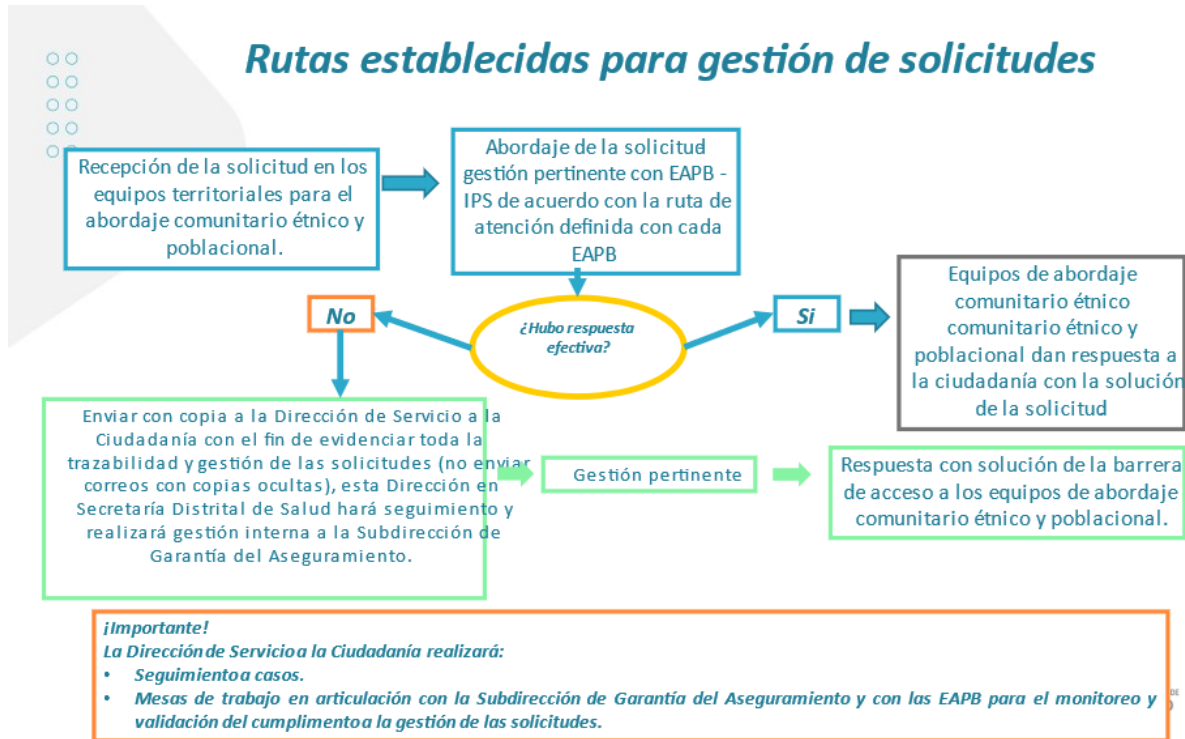 Rutas establecidas para gestión de solicitudes
Recepción de la solicitud en los
equipos territoriales para el
abordaje comunitario étnico y
poblacional.
Abordaje de la solicitud
gestión pertinente con EAPB -
IPS de acuerdo con la ruta de
atención definida con cada
EAPB
¿Hubo respuesta
efectiva?
No
Si
Equipos de abordaje
comunitario étnico
comunitario étnico y
poblacional dan respuesta a
la ciudadanía con la solución
de la solicitud
Enviar con copia a la Dirección de Servicio a la
Ciudadanía con el fin de evidenciar toda la
trazabilidad y gestión de las solicitudes (no enviar
correos con copias ocultas), esta Dirección en
Secretaría Distrital de Salud hará seguimiento y
realizará gestión interna a la Subdirección de
Garantía del Aseguramiento.
Gestión pertinente
Respuesta con solución de la barrera
de acceso a los equipos de abordaje
comunitario étnico y poblacional.
¡Importante!
La Dirección de Servicio a la Ciudadanía realizará:
• Seguimiento a casos.
• Mesas de trabajo en articulación con la Subdirección de Garantía del Aseguramiento y con las EAPB para el monitoreo y
validación del cumplimento a la gestión de las solicitudes.